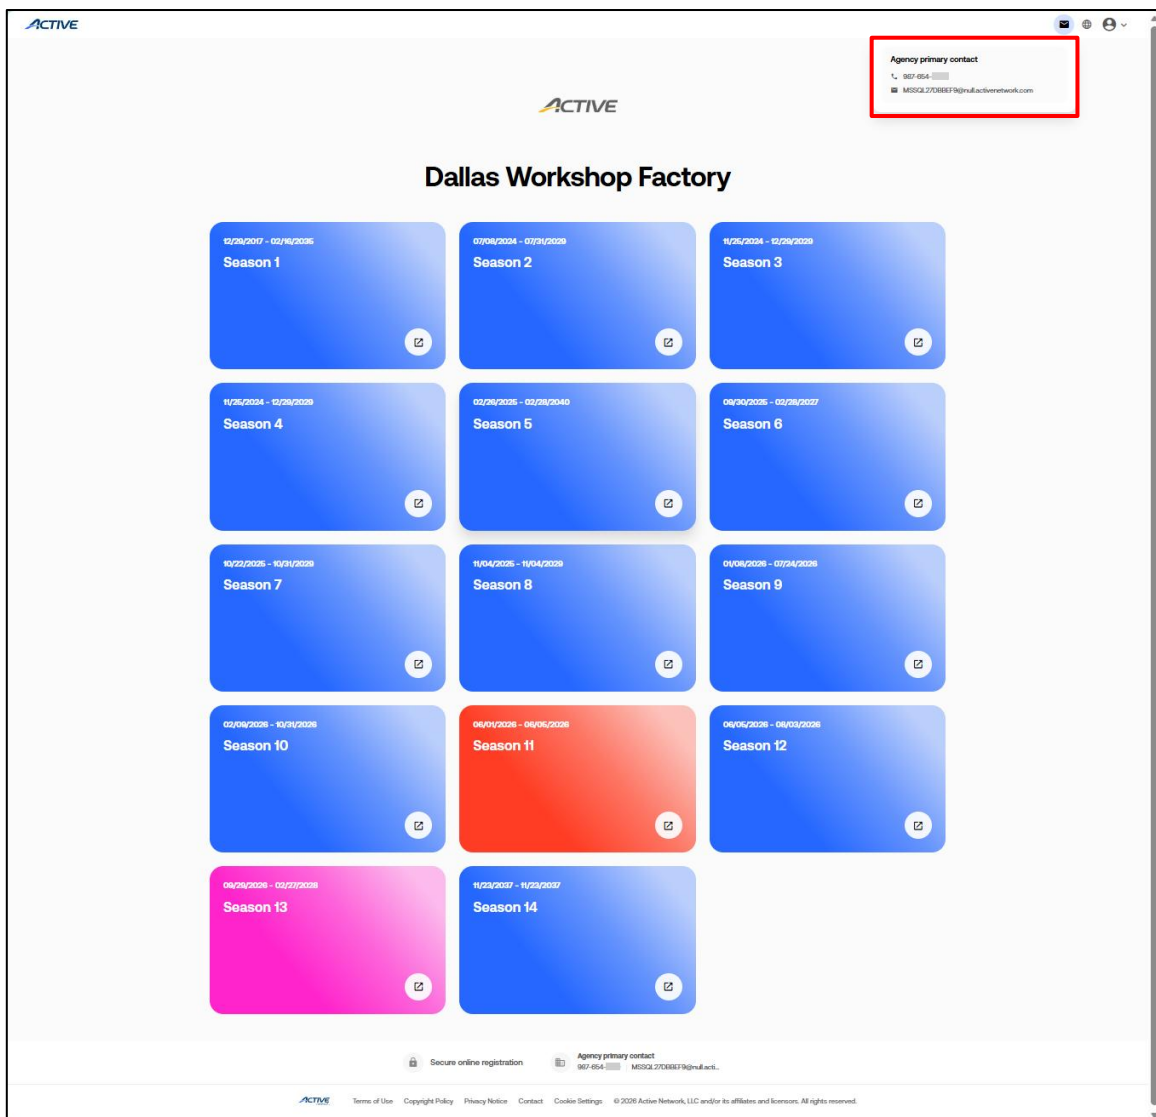 ACTIVE
Agency primary contact
987-654-
MSSQL27DBBEF9@null.activenetwork.com
ACTIVE
Dallas Workshop Factory
12/29/2017 - 02/16/2035
Season 1
07/08/2024 - 07/31/2029
Season 2
11/25/2024 - 12/29/2029
Season 3
11/25/2024 - 12/29/2029
Season 4
02/26/2025 - 02/28/2040
Season 5
09/30/2025 - 02/28/2027
Season 6
10/22/2025 - 10/31/2029
Season 7
11/04/2025 - 11/04/2029
Season 8
01/08/2026 - 07/24/2026
Season 9
02/09/2026 - 10/31/2026
Season 10
06/01/2026 - 06/05/2026
Season 11
06/05/2026 - 08/03/2026
Season 12
09/29/2026 - 02/27/2028
Season 13
11/23/2037 - 11/23/2037
Season 14
Secure online registration
Agency primary contact
987-654- | MSSQL27DBBEF9@null.acti...
ACTIVE Terms of Use Copyright Policy Privacy Notice Contact Cookie Settings © 2026 Active Network, LLC and/or its affiliates and licensors. All rights reserved.